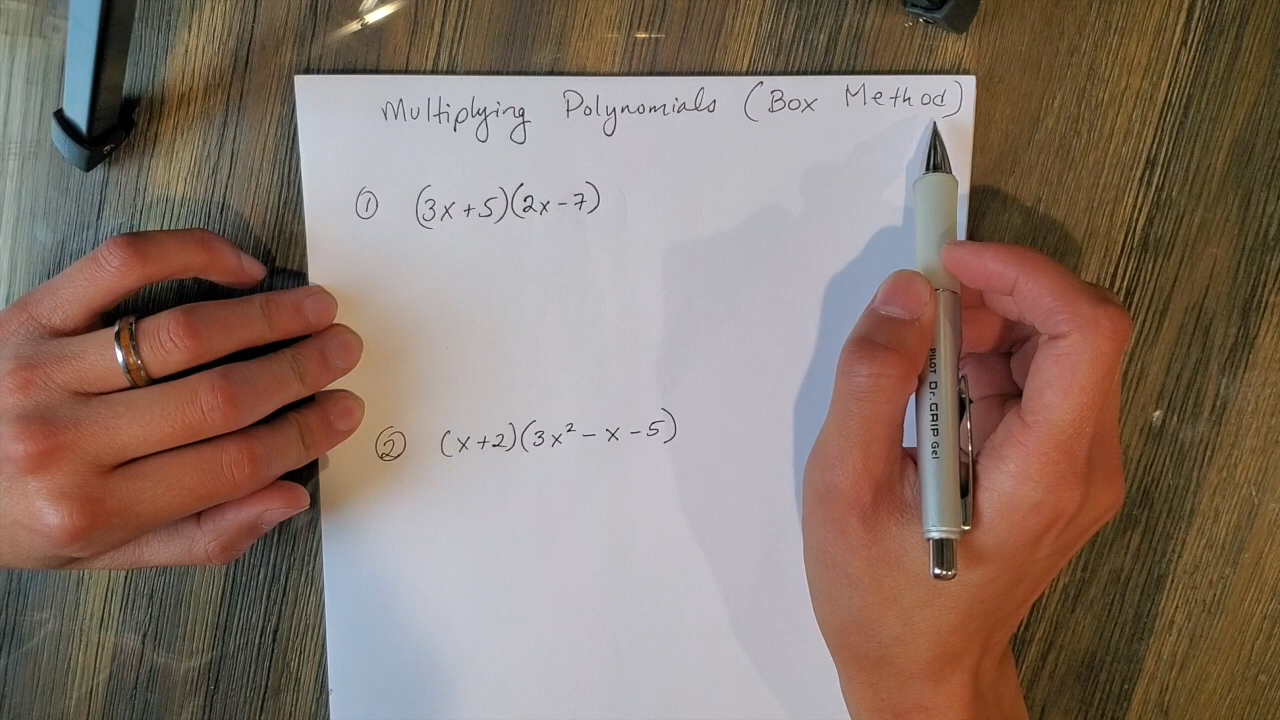 Multiplying Polynomials (Box Method)
① (3x+5)(2x-7)
② (x+2)(3x²-x-5)
PILOT Dr. GRIP Gel